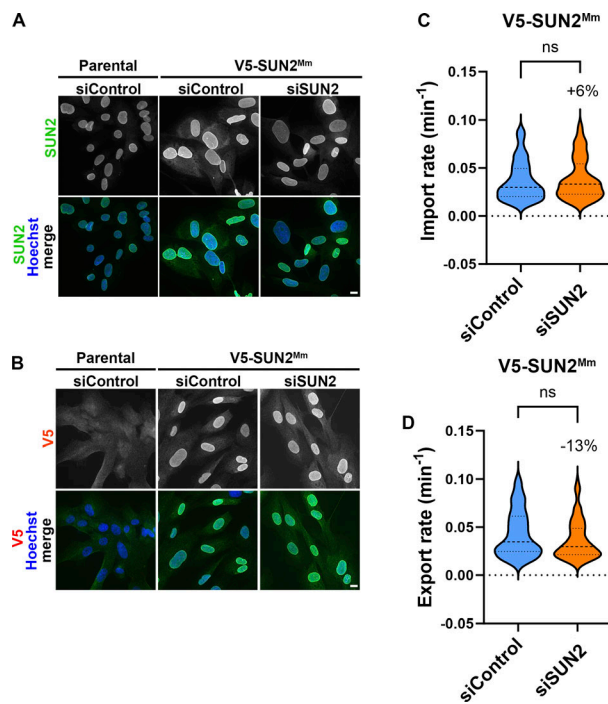 A
Parental
V5-SUN2Mm
siControl
siControl
siSUN2
SUN2
SUN2
Hoechst
merge
B
Parental
V5-SUN2Mm
siControl
siControl
siSUN2
V5
V5
Hoechst
merge
C
V5-SUN2Mm
ns
+6%
0.15
0.10
0.05
0.00
-0.05
Import rate (min-1)
siControl
siSUN2
D
V5-SUN2Mm
ns
-13%
0.15
0.10
0.05
0.00
-0.05
Export rate (min-1)
siControl
siSUN2